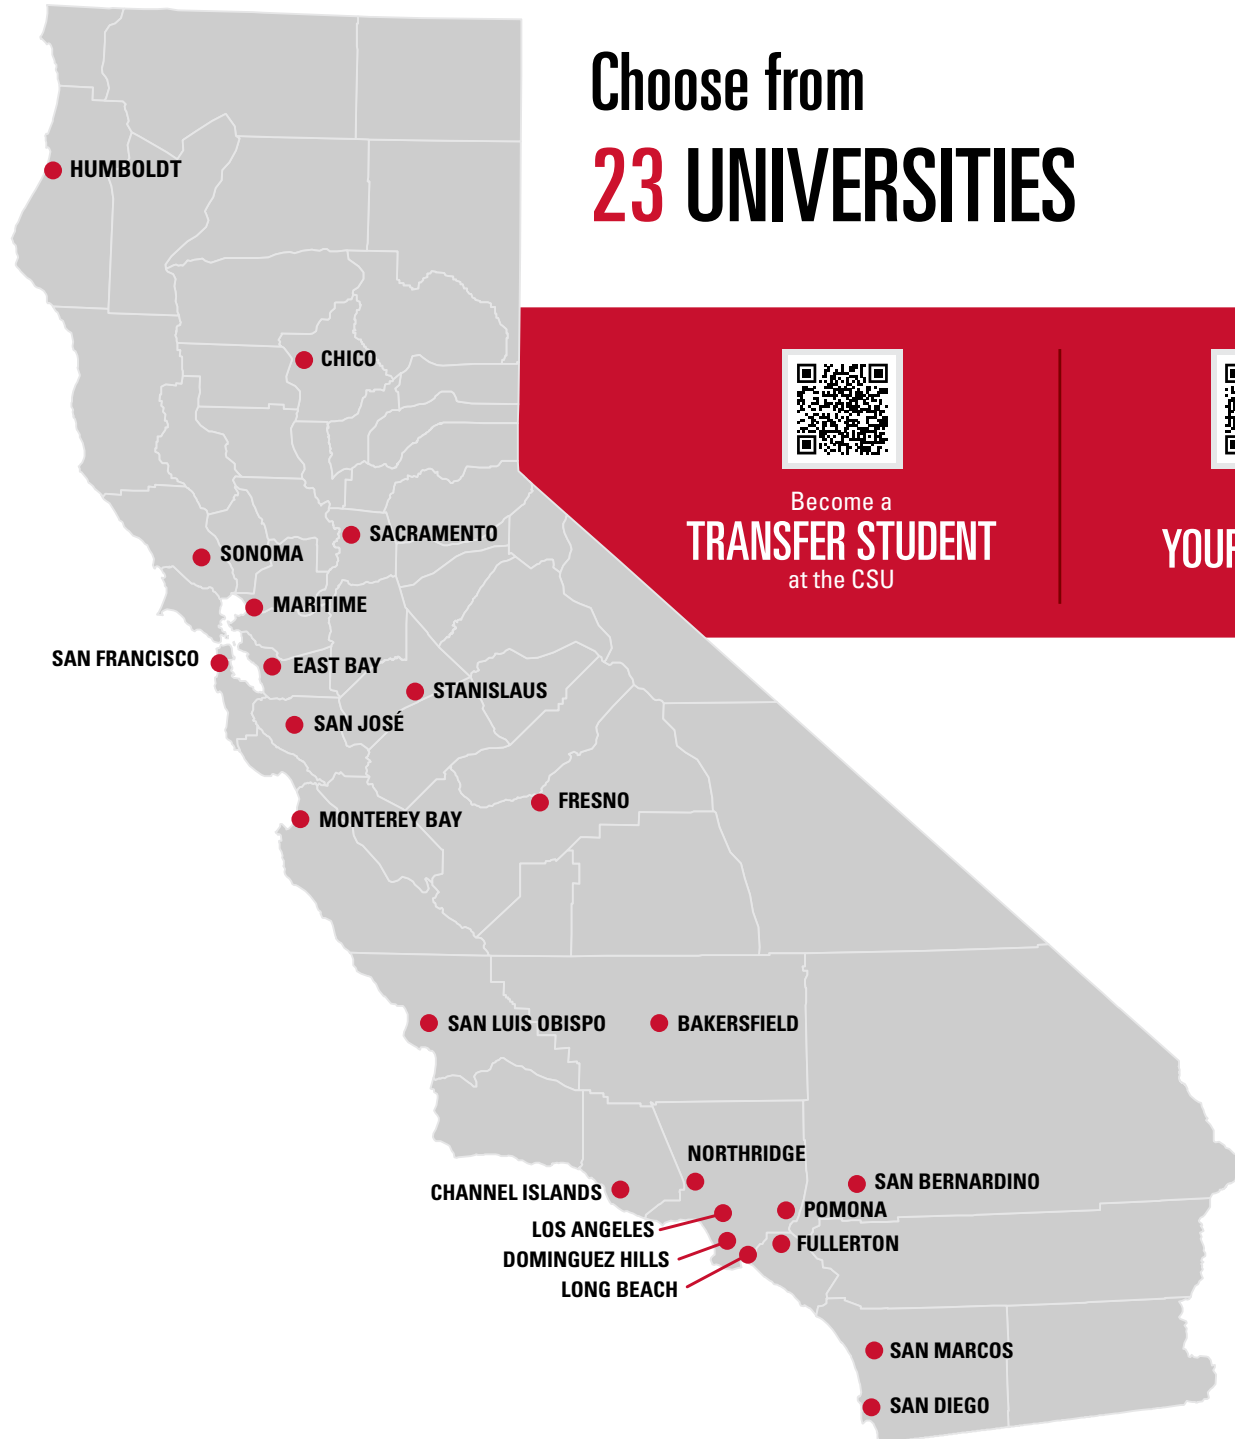 Choose from
23 UNIVERSITIES
HUMBOLDT
CHICO
Become a
TRANSFER STUDENT
at the CSU
YOUR
SACRAMENTO
SONOMA
MARITIME
SAN FRANCISCO
EAST BAY
STANISLAUS
SAN JOSÉ
FRESNO
MONTEREY BAY
SAN LUIS OBISPO
BAKERSFIELD
NORTHRIDGE
SAN BERNARDINO
CHANNEL ISLANDS
POMONA
LOS ANGELES
FULLERTON
DOMINGUEZ HILLS
LONG BEACH
SAN MARCOS
SAN DIEGO